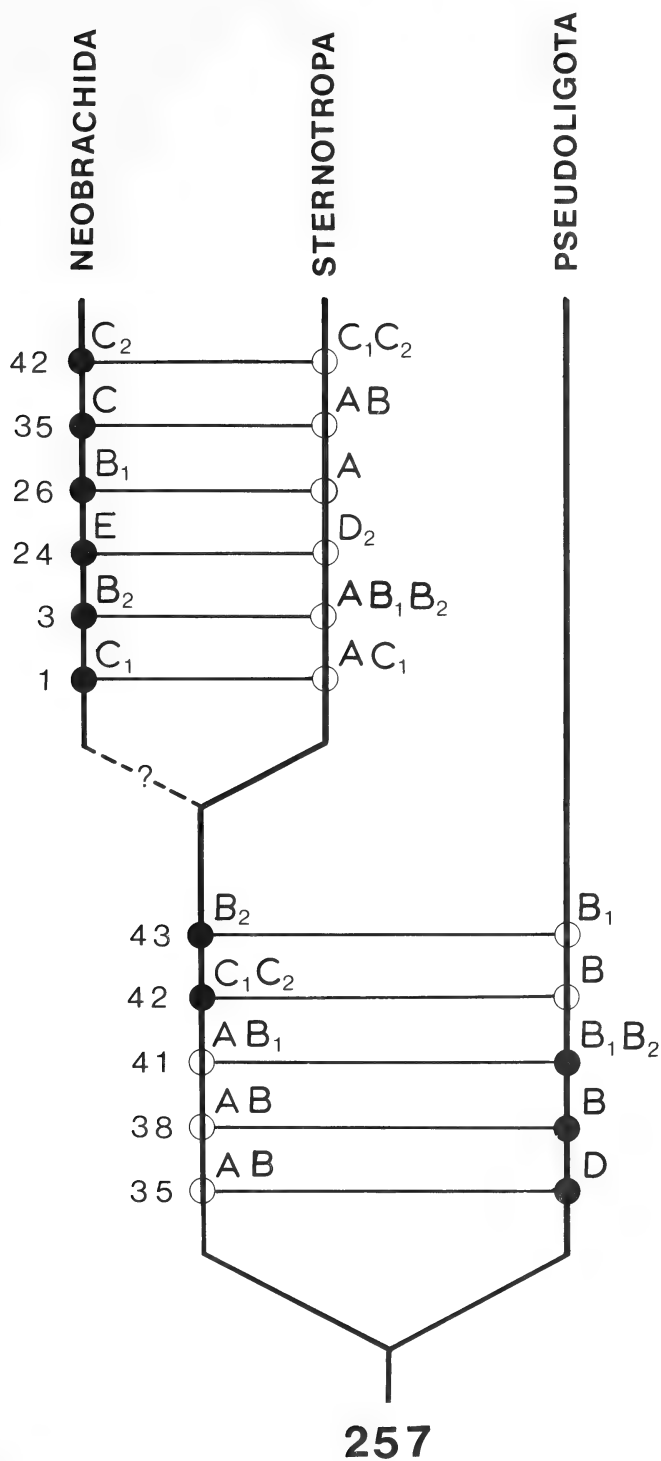 NEOBRACHIDA
STERNOTROPA
PSEUDOLIGOTA
42 C₂ C₁C₂
35 C AB
26 B₁ A
24 E D₂
3 B₂ AB₁B₂
1 C₁ AC₁
?
43 B₂ B₁
42 C₁C₂ B
41 AB₁ B₁B₂
38 AB B
35 AB D
257